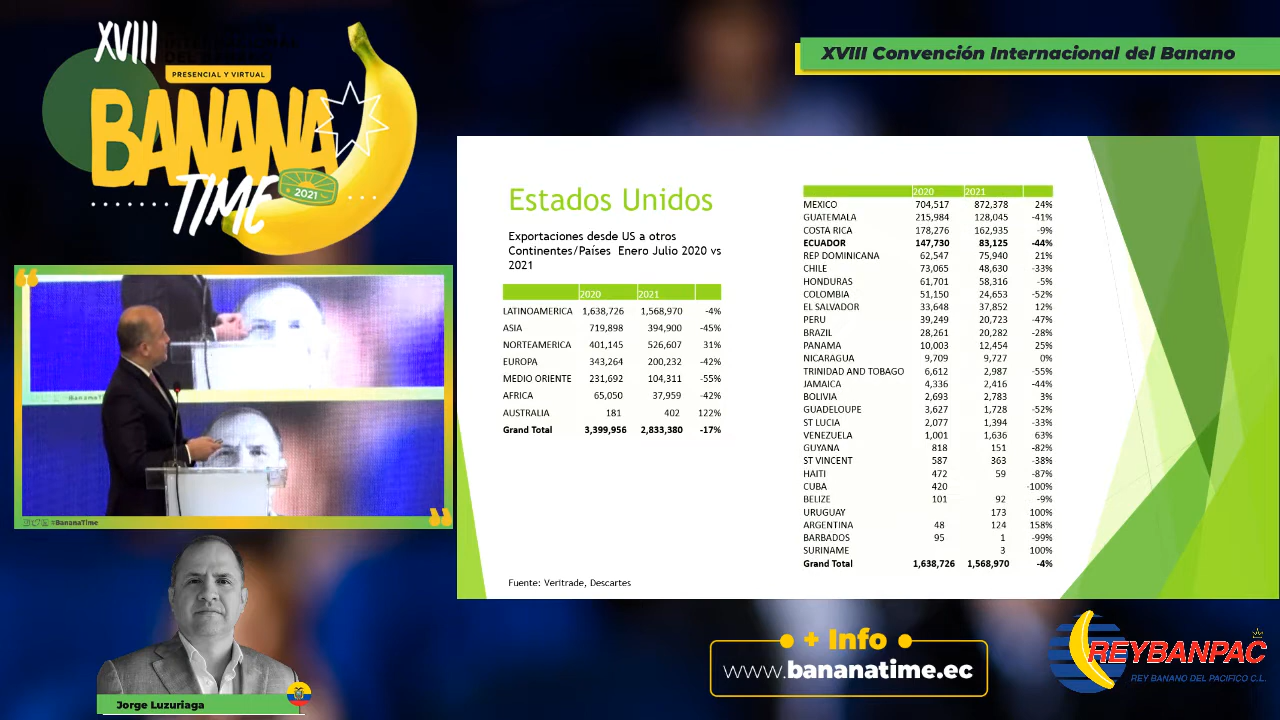 XVIII
PRESENCIAL Y VIRTUAL
BANANA
TIME
2021
XVIII Convención Internacional del Banano
Estados Unidos
Exportaciones desde US a otros
Continentes/Países Enero Julio 2020 vs
2021
2020 2021
LATINOAMERICA 1,638,726 1,568,970 -4%
ASIA 719,898 394,900 -45%
NORTEAMERICA 401,145 526,607 31%
EUROPA 343,264 200,232 -42%
MEDIO ORIENTE 231,692 104,311 -55%
AFRICA 65,050 37,959 -42%
AUSTRALIA 181 402 122%
Grand Total 3,399,956 2,833,380 -17%
Fuente: Veritrade, Descartes
2020 2021
MEXICO 704,517 872,378 24%
GUATEMALA 215,984 128,045 -41%
COSTA RICA 178,276 162,935 -9%
ECUADOR 147,730 83,125 -44%
REP DOMINICANA 62,547 75,940 21%
CHILE 73,065 48,630 -33%
HONDURAS 61,701 58,316 -5%
COLOMBIA 51,150 24,653 -52%
EL SALVADOR 33,648 37,852 12%
PERU 39,249 20,723 -47%
BRAZIL 28,261 20,282 -28%
PANAMA 10,003 12,454 25%
NICARAGUA 9,709 9,727 0%
TRINIDAD AND TOBAGO 6,612 2,987 -55%
JAMAICA 4,336 2,416 -44%
BOLIVIA 2,693 2,783 3%
GUADELOUPE 3,627 1,728 -52%
ST LUCIA 2,077 1,394 -33%
VENEZUELA 1,001 1,636 63%
GUYANA 818 151 -82%
ST VINCENT 587 363 -38%
HAITI 472 59 -87%
CUBA 420 -100%
BELIZE 101 92 -9%
URUGUAY 173 100%
ARGENTINA 48 124 158%
BARBADOS 95 1 -99%
SURINAME 3 100%
Grand Total 1,638,726 1,568,970 -4%
#BananaTime
Jorge Luzuriaga
+ Info
www.bananatime.ec
REYBANPAC
REY BANANO DEL PACIFICO C.L.